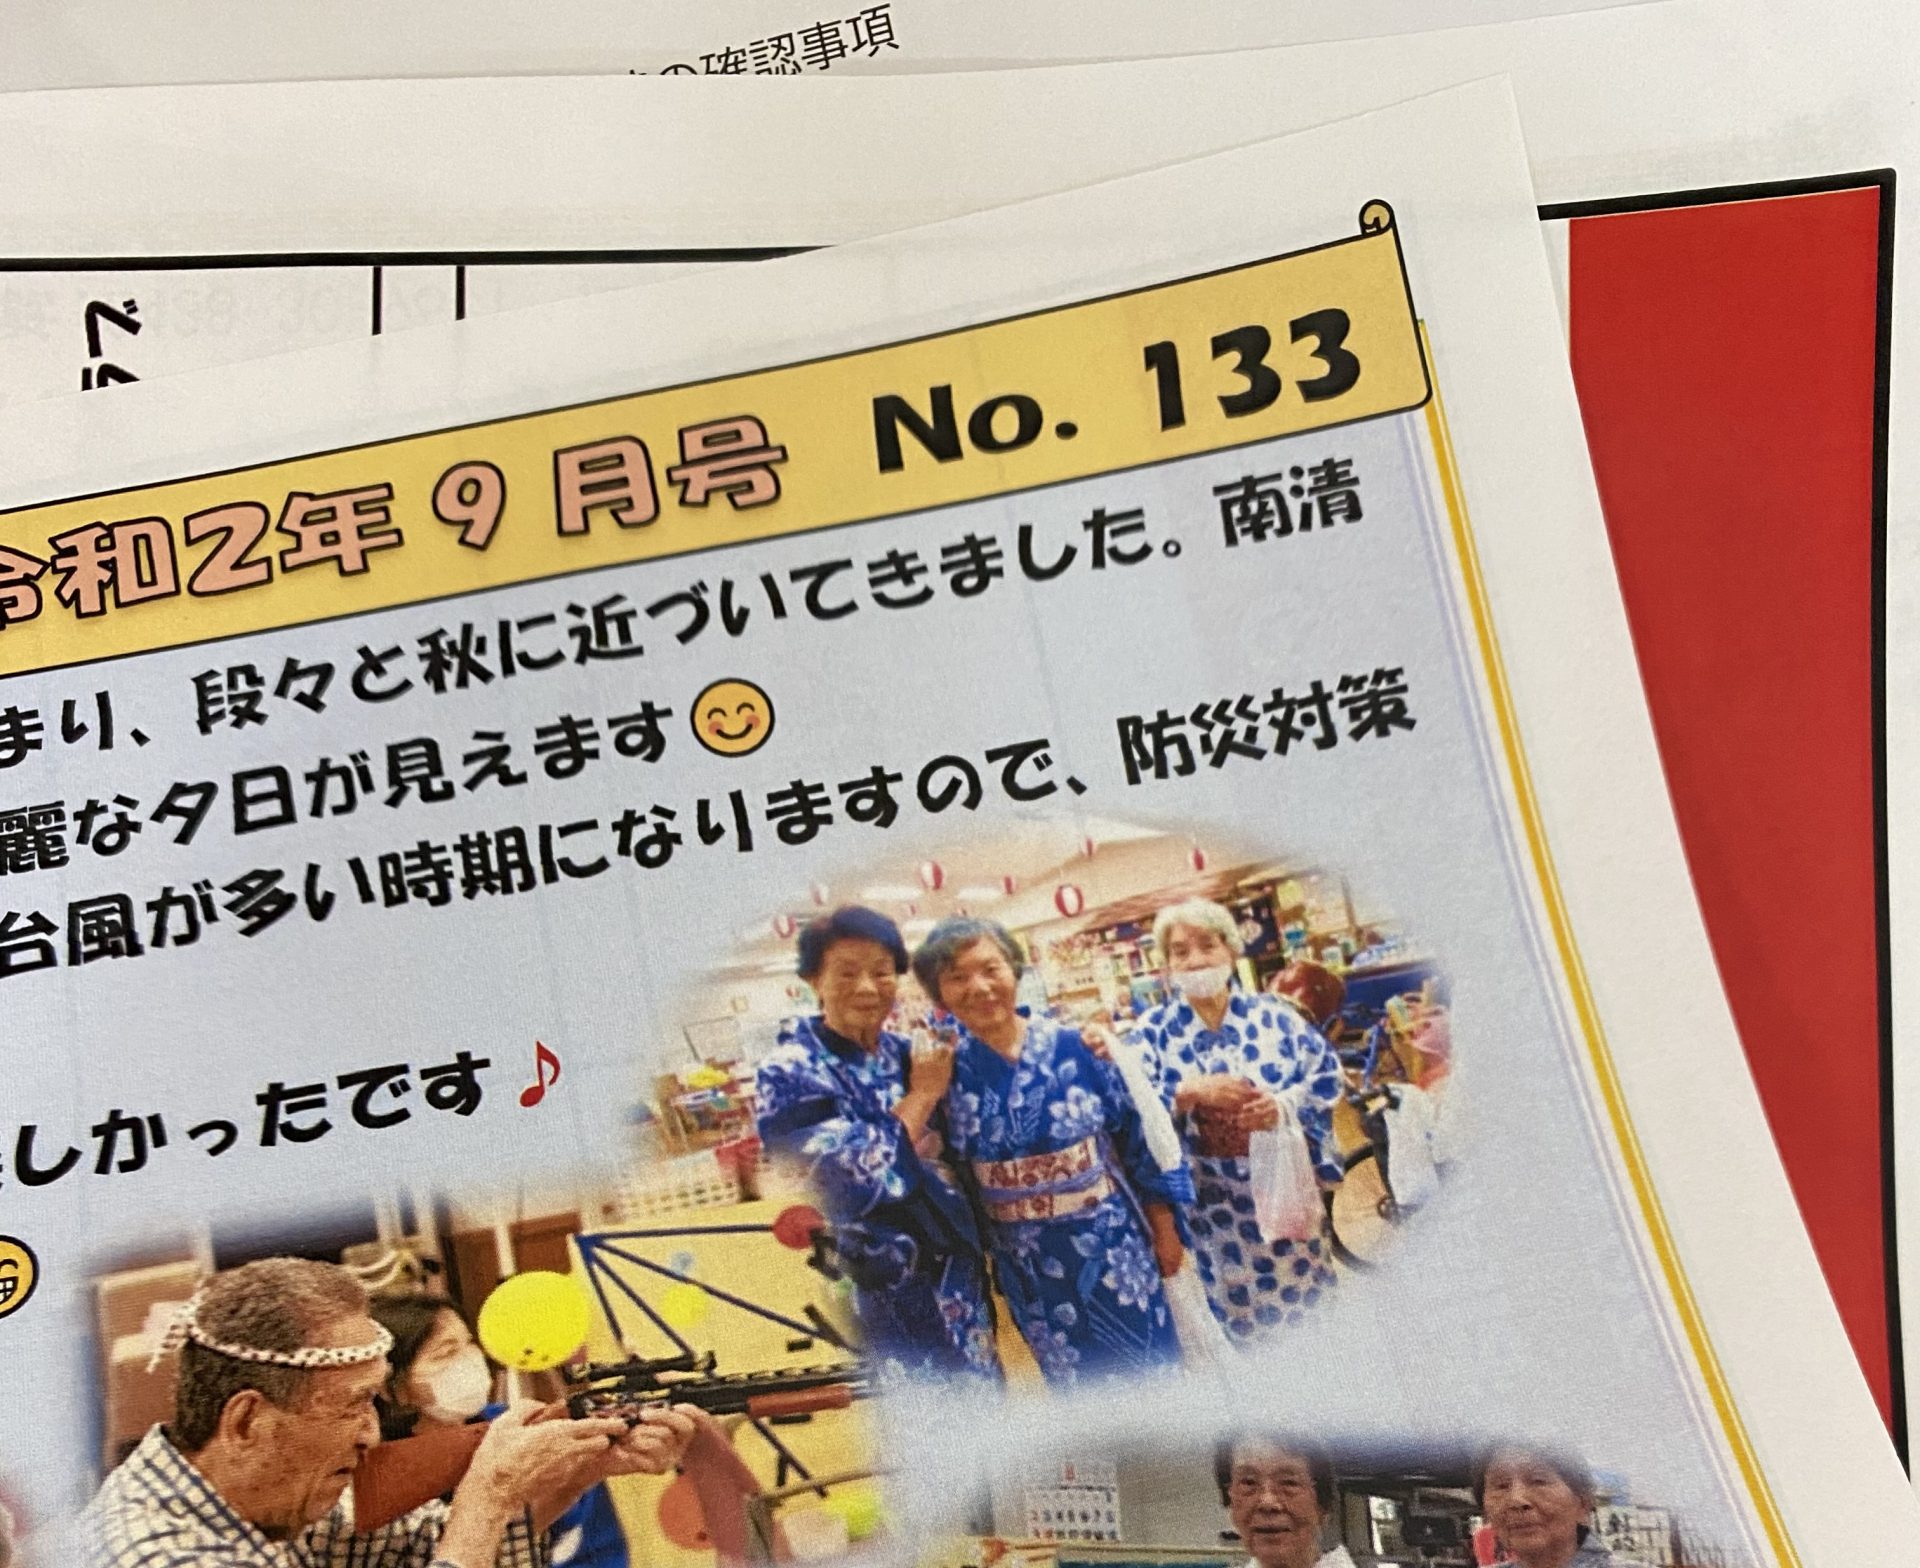 の確認事項
ラブ
令和2年 9 月号 No. 133
まり、段々と秋に近づいてきました。南清
麗な夕日が見えます
台風が多い時期になりますので、防災対策
しかったです♪